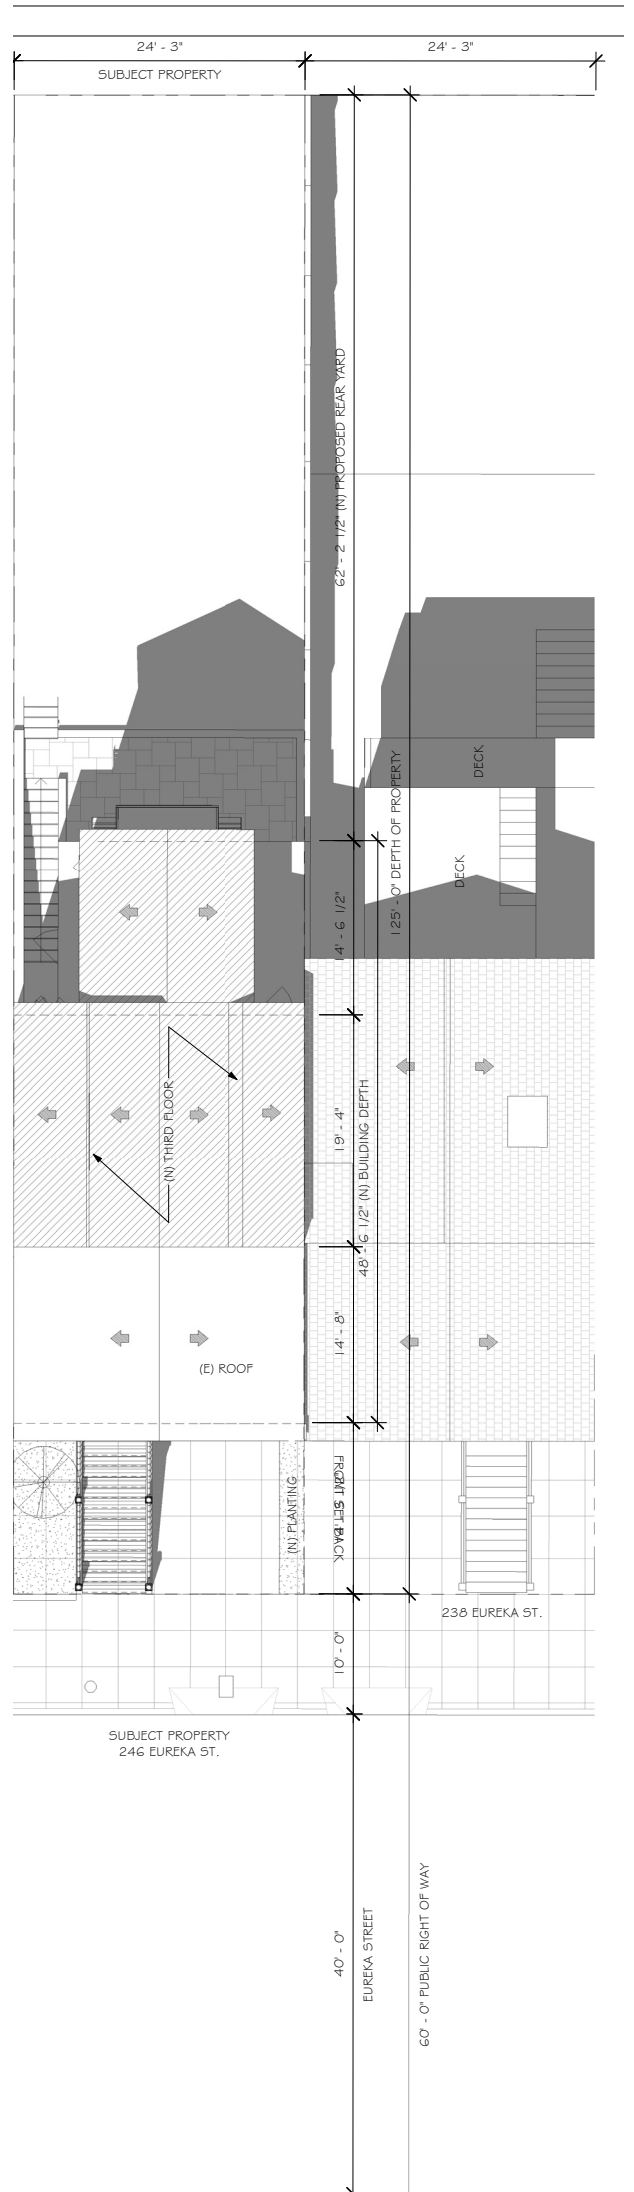 24' - 3"
24' - 3"
SUBJECT PROPERTY
62' - 2 1/2" (N) PROPOSED REAR YARD
125' - 0" DEPTH OF PROPERTY
DECK
DECK
14' - 6 1/2"
(N) THIRD FLOOR
19' - 4"
48' - 6 1/2" (N) BUILDING DEPTH
14' - 8"
(E) ROOF
(N) PLANTING
FRONT SET BACK
238 EUREKA ST.
10' - 0"
SUBJECT PROPERTY
246 EUREKA ST.
40' - 0"
EUREKA STREET
60' - 0" PUBLIC RIGHT OF WAY